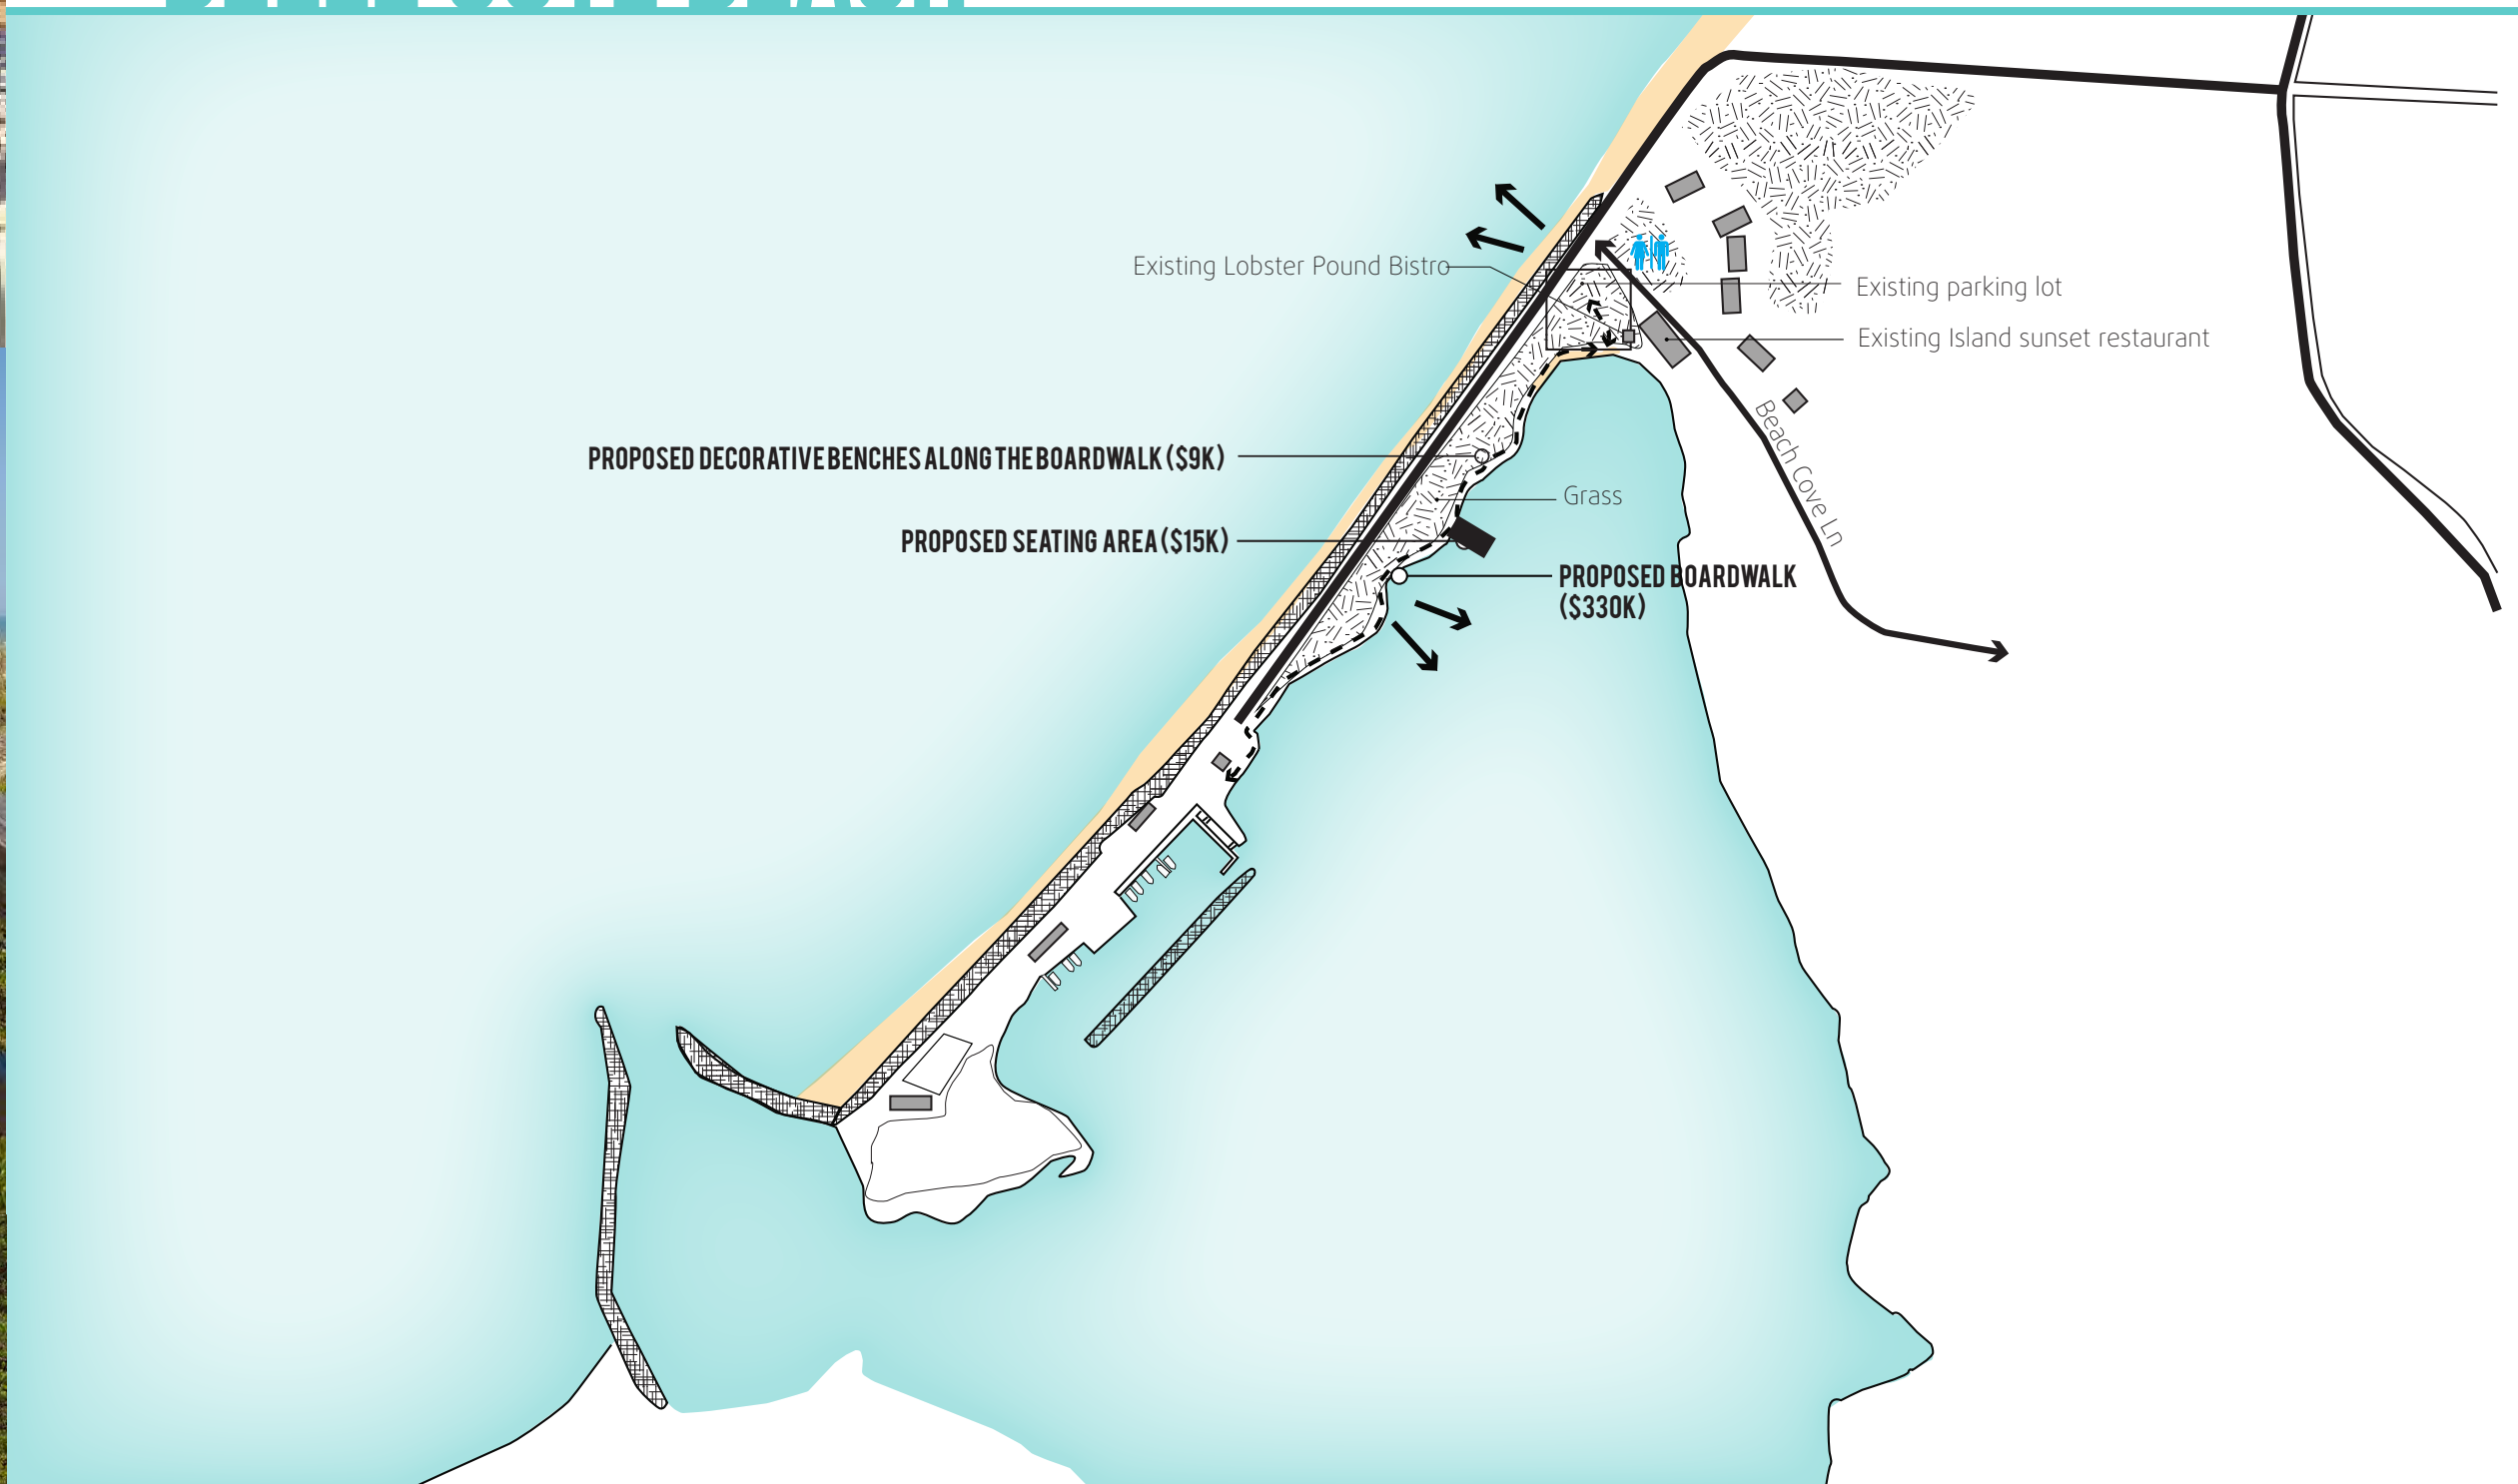 Existing Lobster Pound Bistro
Existing parking lot
Existing Island sunset restaurant
PROPOSED DECORATIVE BENCHES ALONG THE BOARDWALK ($9K)
Beach Cove Ln
Grass
PROPOSED SEATING AREA ($15K)
PROPOSED BOARDWALK
($330K)